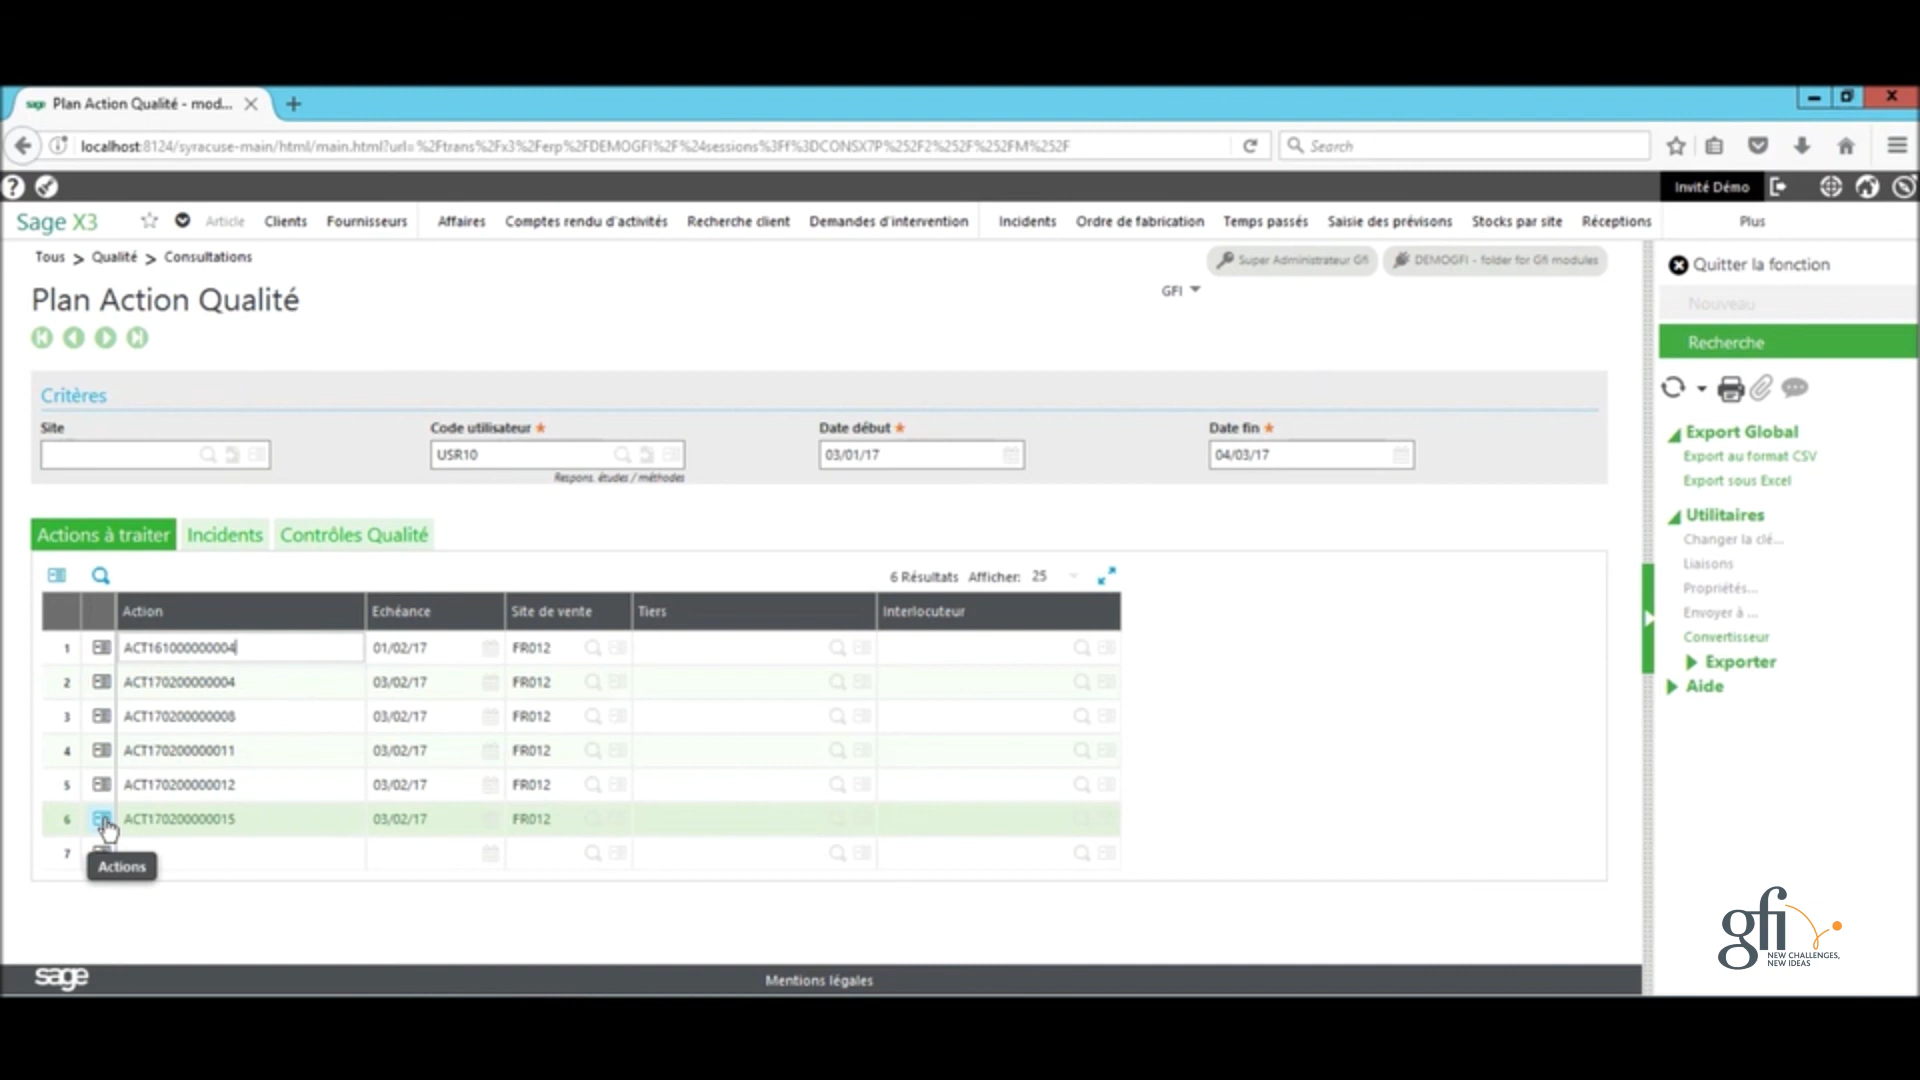 sage Plan Action Qualité - mod...
localhost:8124/syracuse-main/html/main.html?url=%2Ftrans%2Fx3%2Ferp%2FDEMOGFI%2F%24sessions%3Ff%3DCONSX7P%252F2%252F%252FM%252F
Search
Invité Démo
Sage X3 Article Clients Fournisseurs Affaires Comptes rendu d'activités Recherche client Demandes d'intervention Incidents Ordre de fabrication Temps passés Saisie des prévisons Stocks par site Réceptions Plus
Tous > Qualité > Consultations
Super Administrateur Gfi
DEMOGFI - folder for Gfi modules
Plan Action Qualité
GFI
Critères
Site Code utilisateur * Date début * Date fin *
USR10 03/01/17 04/03/17
Respons. études / méthodes
Actions à traiter Incidents Contrôles Qualité
6 Résultats Afficher: 25
Action Echéance Site de vente Tiers Interlocuteur
1 ACT161000000004 01/02/17 FR012
2 ACT170200000004 03/02/17 FR012
3 ACT170200000008 03/02/17 FR012
4 ACT170200000011 03/02/17 FR012
5 ACT170200000012 03/02/17 FR012
6 ACT170200000015 03/02/17 FR012
7
Actions
Quitter la fonction
Nouveau
Recherche
Export Global
Export au format CSV
Export sous Excel
Utilitaires
Changer la clé...
Liaisons
Propriétés...
Envoyer à ...
Convertisseur
Exporter
Aide
gfi
NEW CHALLENGES,
NEW IDEAS
sage
Mentions légales